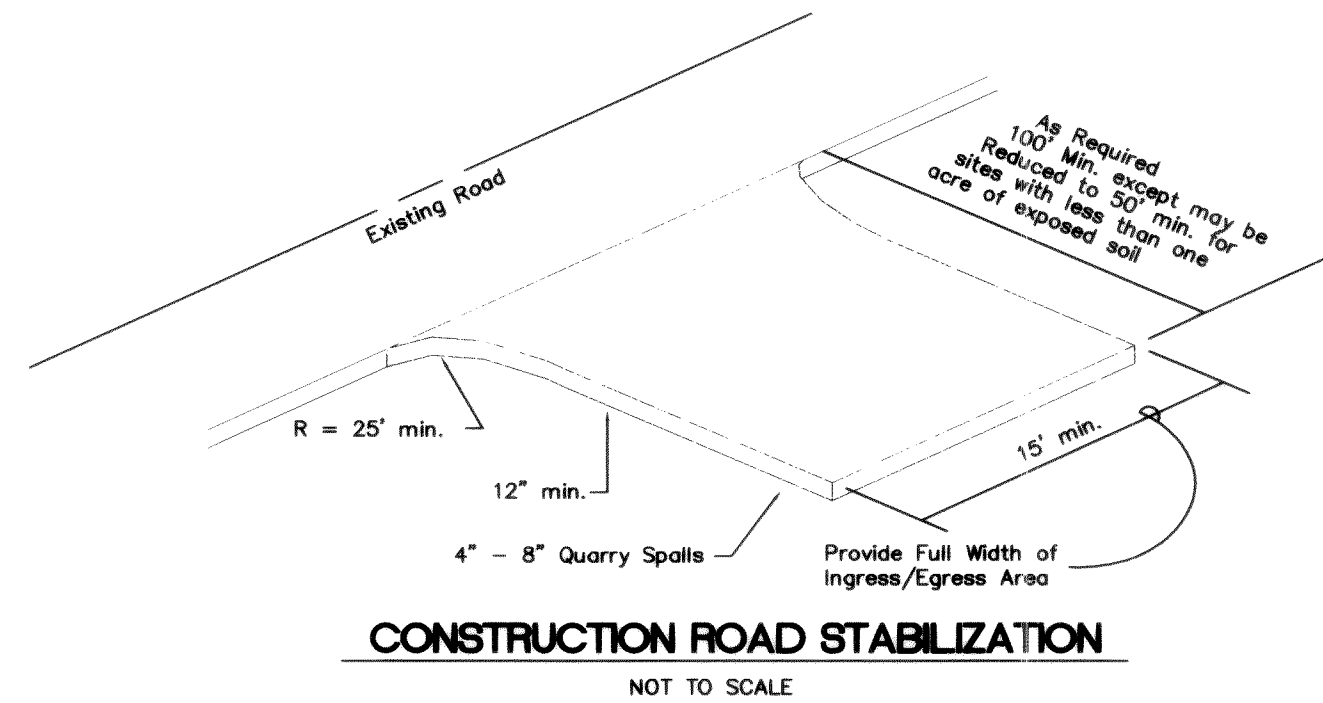 As Required
100' Min. except may be
Reduced to 50' min. for
sites with less than one
acre of exposed soil
Existing Road
R = 25' min.
15' min.
12" min.
4" - 8" Quarry Spalls
Provide Full Width of
Ingress/Egress Area
CONSTRUCTION ROAD STABILIZATION
NOT TO SCALE